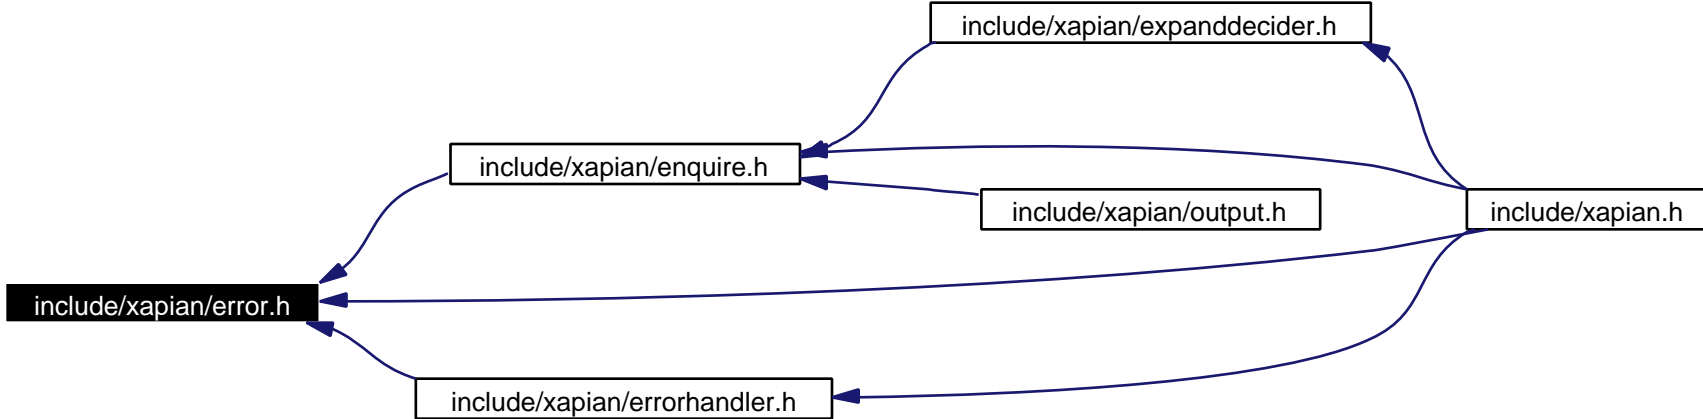 include/xapian/expanddecider.h
include/xapian/enquire.h
include/xapian/output.h
include/xapian.h
include/xapian/error.h
include/xapian/errorhandler.h